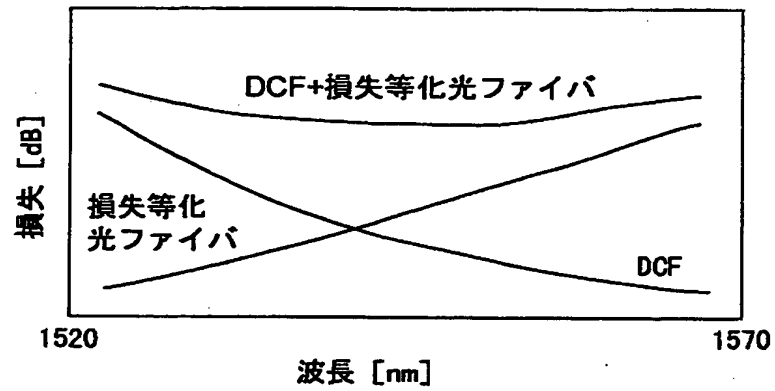 DCF+損失等化光ファイバ
損失 [dB]
損失等化
光ファイバ
DCF
1520
1570
波長 [nm]